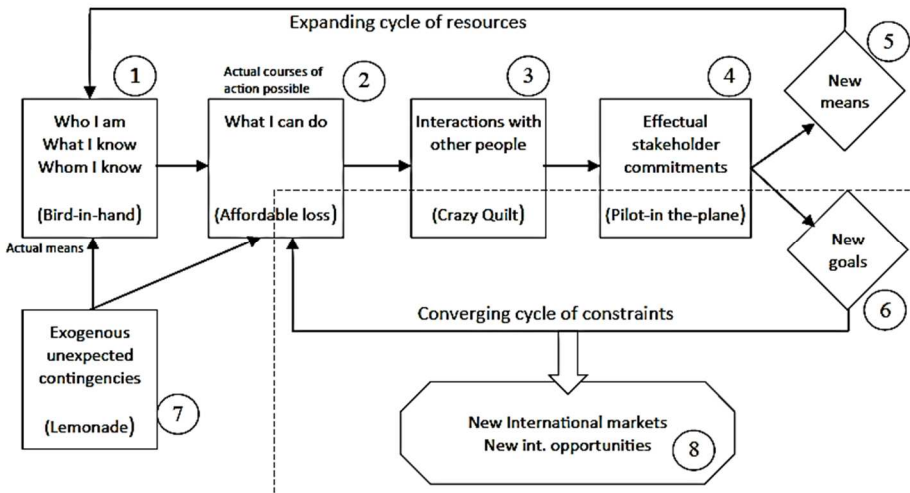 Expanding cycle of resources
5
1
Actual courses of
action possible
2
3
4
New
means
Who I am
What I know
Whom I know
(Bird-in-hand)
What I can do
(Affordable loss)
Interactions with
other people
(Crazy Quilt)
Effectual
stakeholder
commitments
(Pilot-in the-plane)
Actual means
New
goals
6
Converging cycle of constraints
Exogenous
unexpected
contingencies
(Lemonade)
7
New International markets
New int. opportunities
8